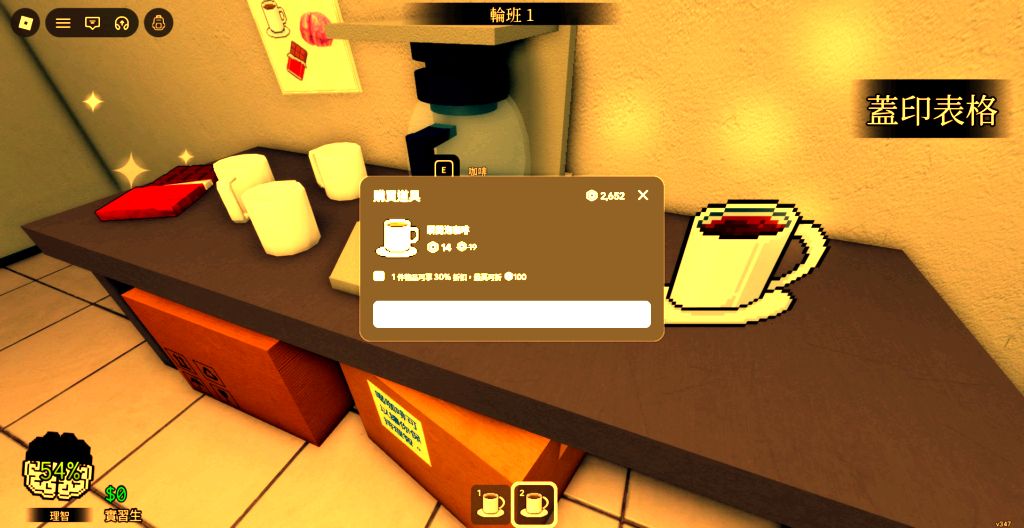 輪班 1
蓋印表格
E
咖啡
購買道具
2,652
14 19
1 件物品可享 30% 折扣，最高可折 100
54%
$0
理智
實習生
1
2
v347